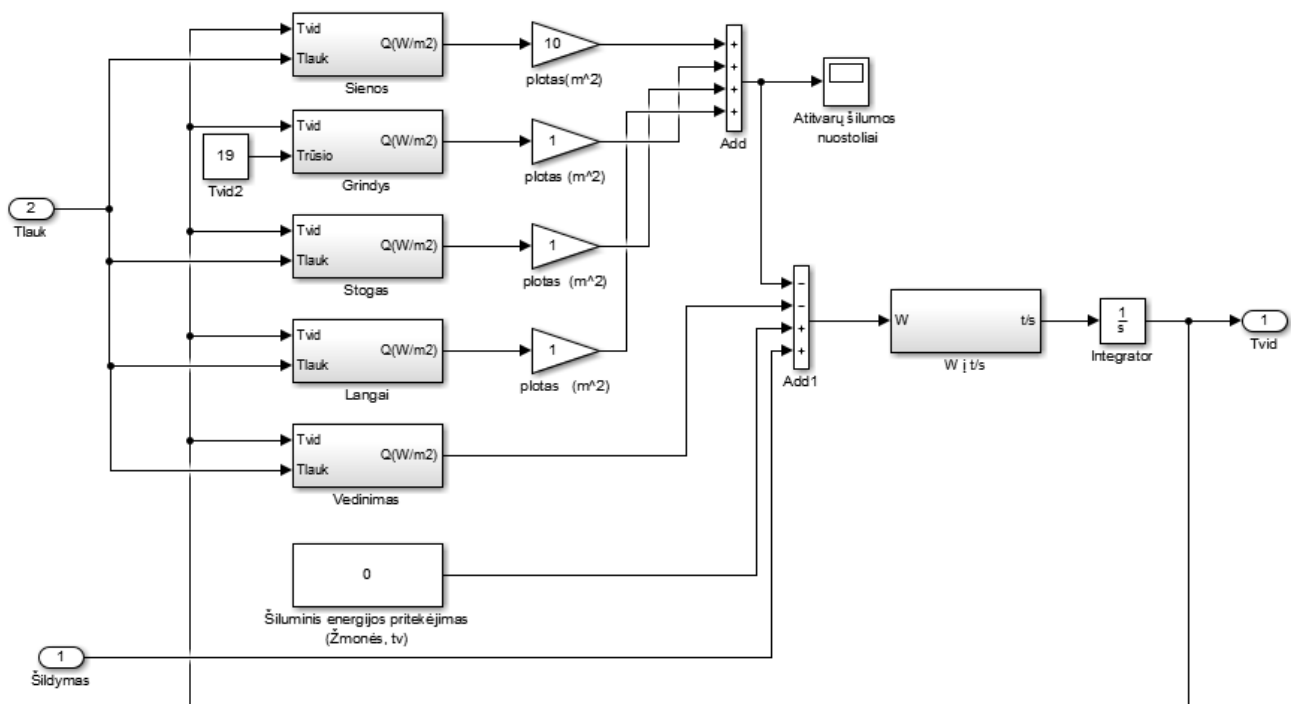 Tvid
Tlauk
Q(W/m2)
Sienos
10
plotas(m^2)
+
+
+
+
Add
Atitvarų šilumos
nuostoliai
Tvid
Trūsio
Q(W/m2)
Grindys
19
Tvid2
1
plotas (m^2)
2
Tlauk
Tvid
Tlauk
Q(W/m2)
Stogas
1
plotas (m^2)
Tvid
Tlauk
Q(W/m2)
Langai
1
plotas (m^2)
−
−
+
+
Add1
W
t/s
W į t/s
1
s
Integrator
1
Tvid
Tvid
Tlauk
Q(W/m2)
Vedinimas
0
Šiluminis energijos pritekėjimas
(Žmonės, tv)
1
Šildymas